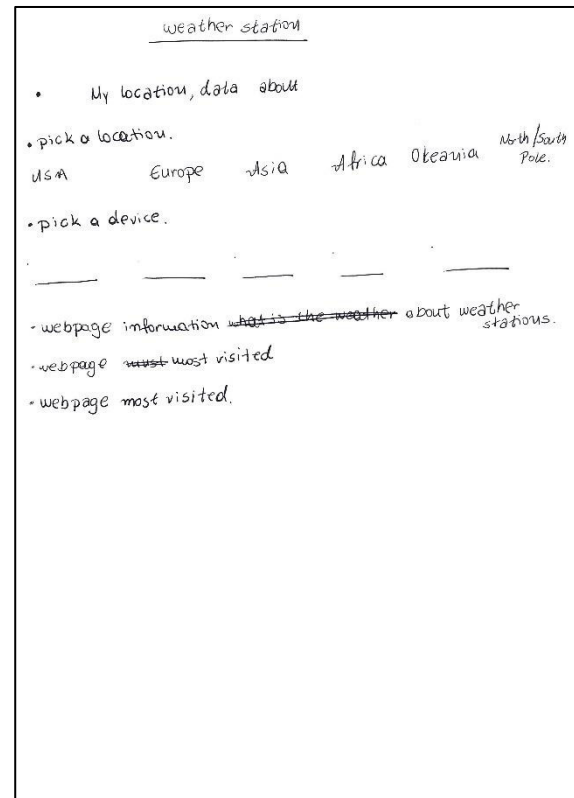 weather station
• My location, data about
• pick a location.
USA Europe Asia Africa Okeania North/South Pole.
• pick a device.
- webpage information what is the weather about weather stations.
- webpage must most visited
- webpage most visited.